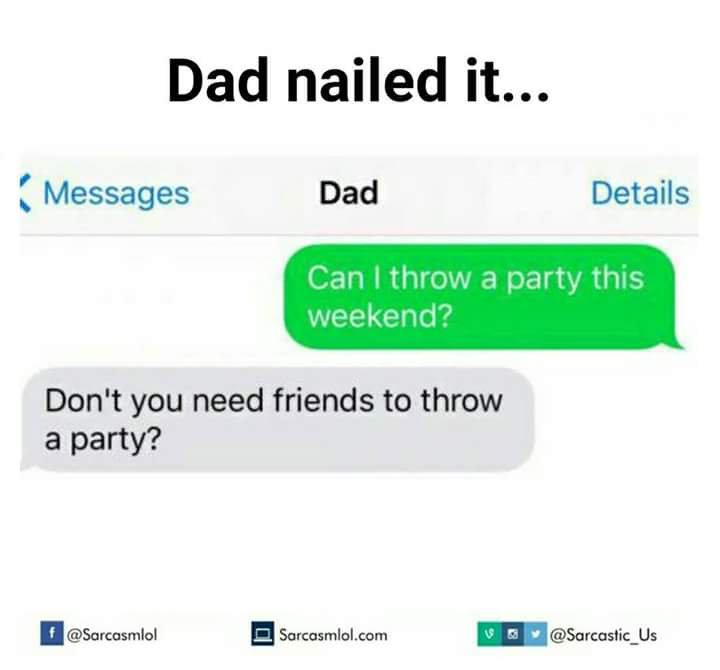 Dad nailed it...
Messages Dad Details
Can I throw a party this
weekend?
Don't you need friends to throw
a party?
@Sarcasmlol Sarcasmlol.com @Sarcastic_Us